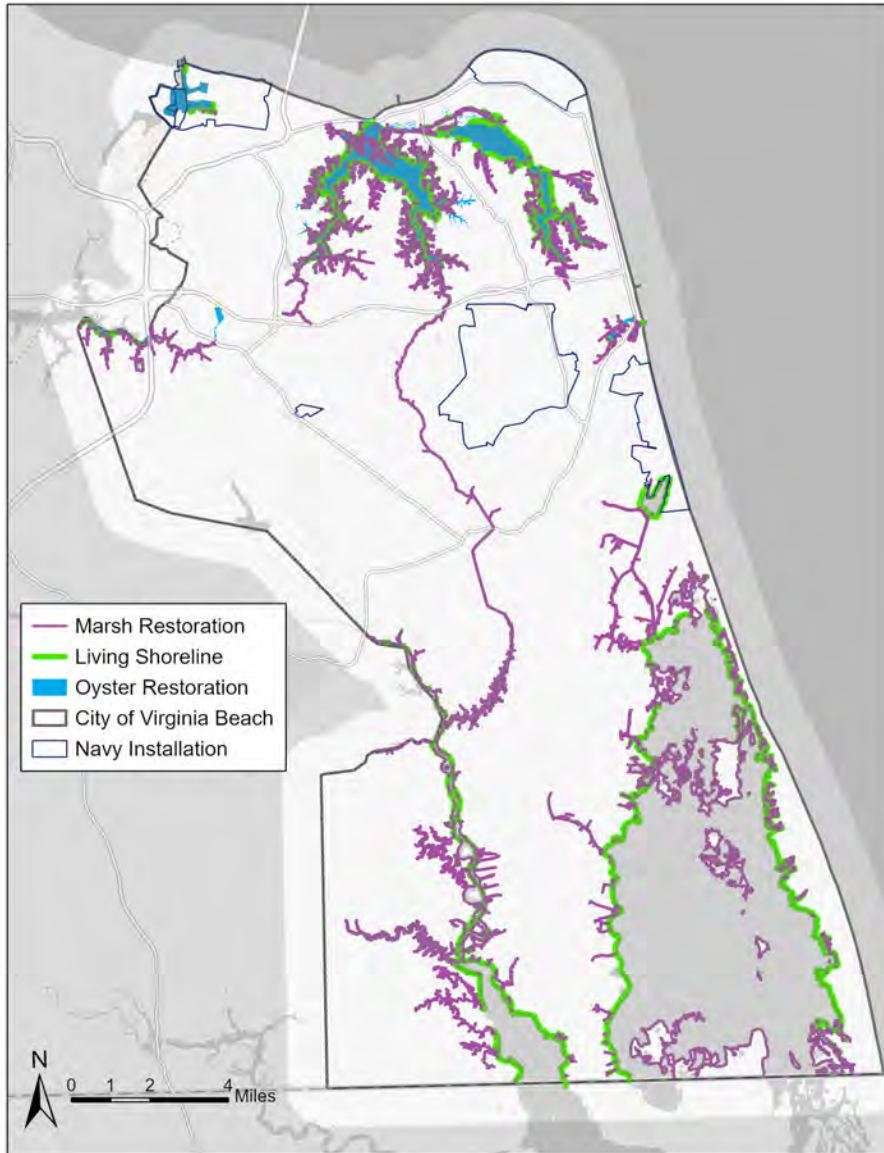 Marsh Restoration
Living Shoreline
Oyster Restoration
City of Virginia Beach
Navy Installation
N
0 1 2 4
Miles